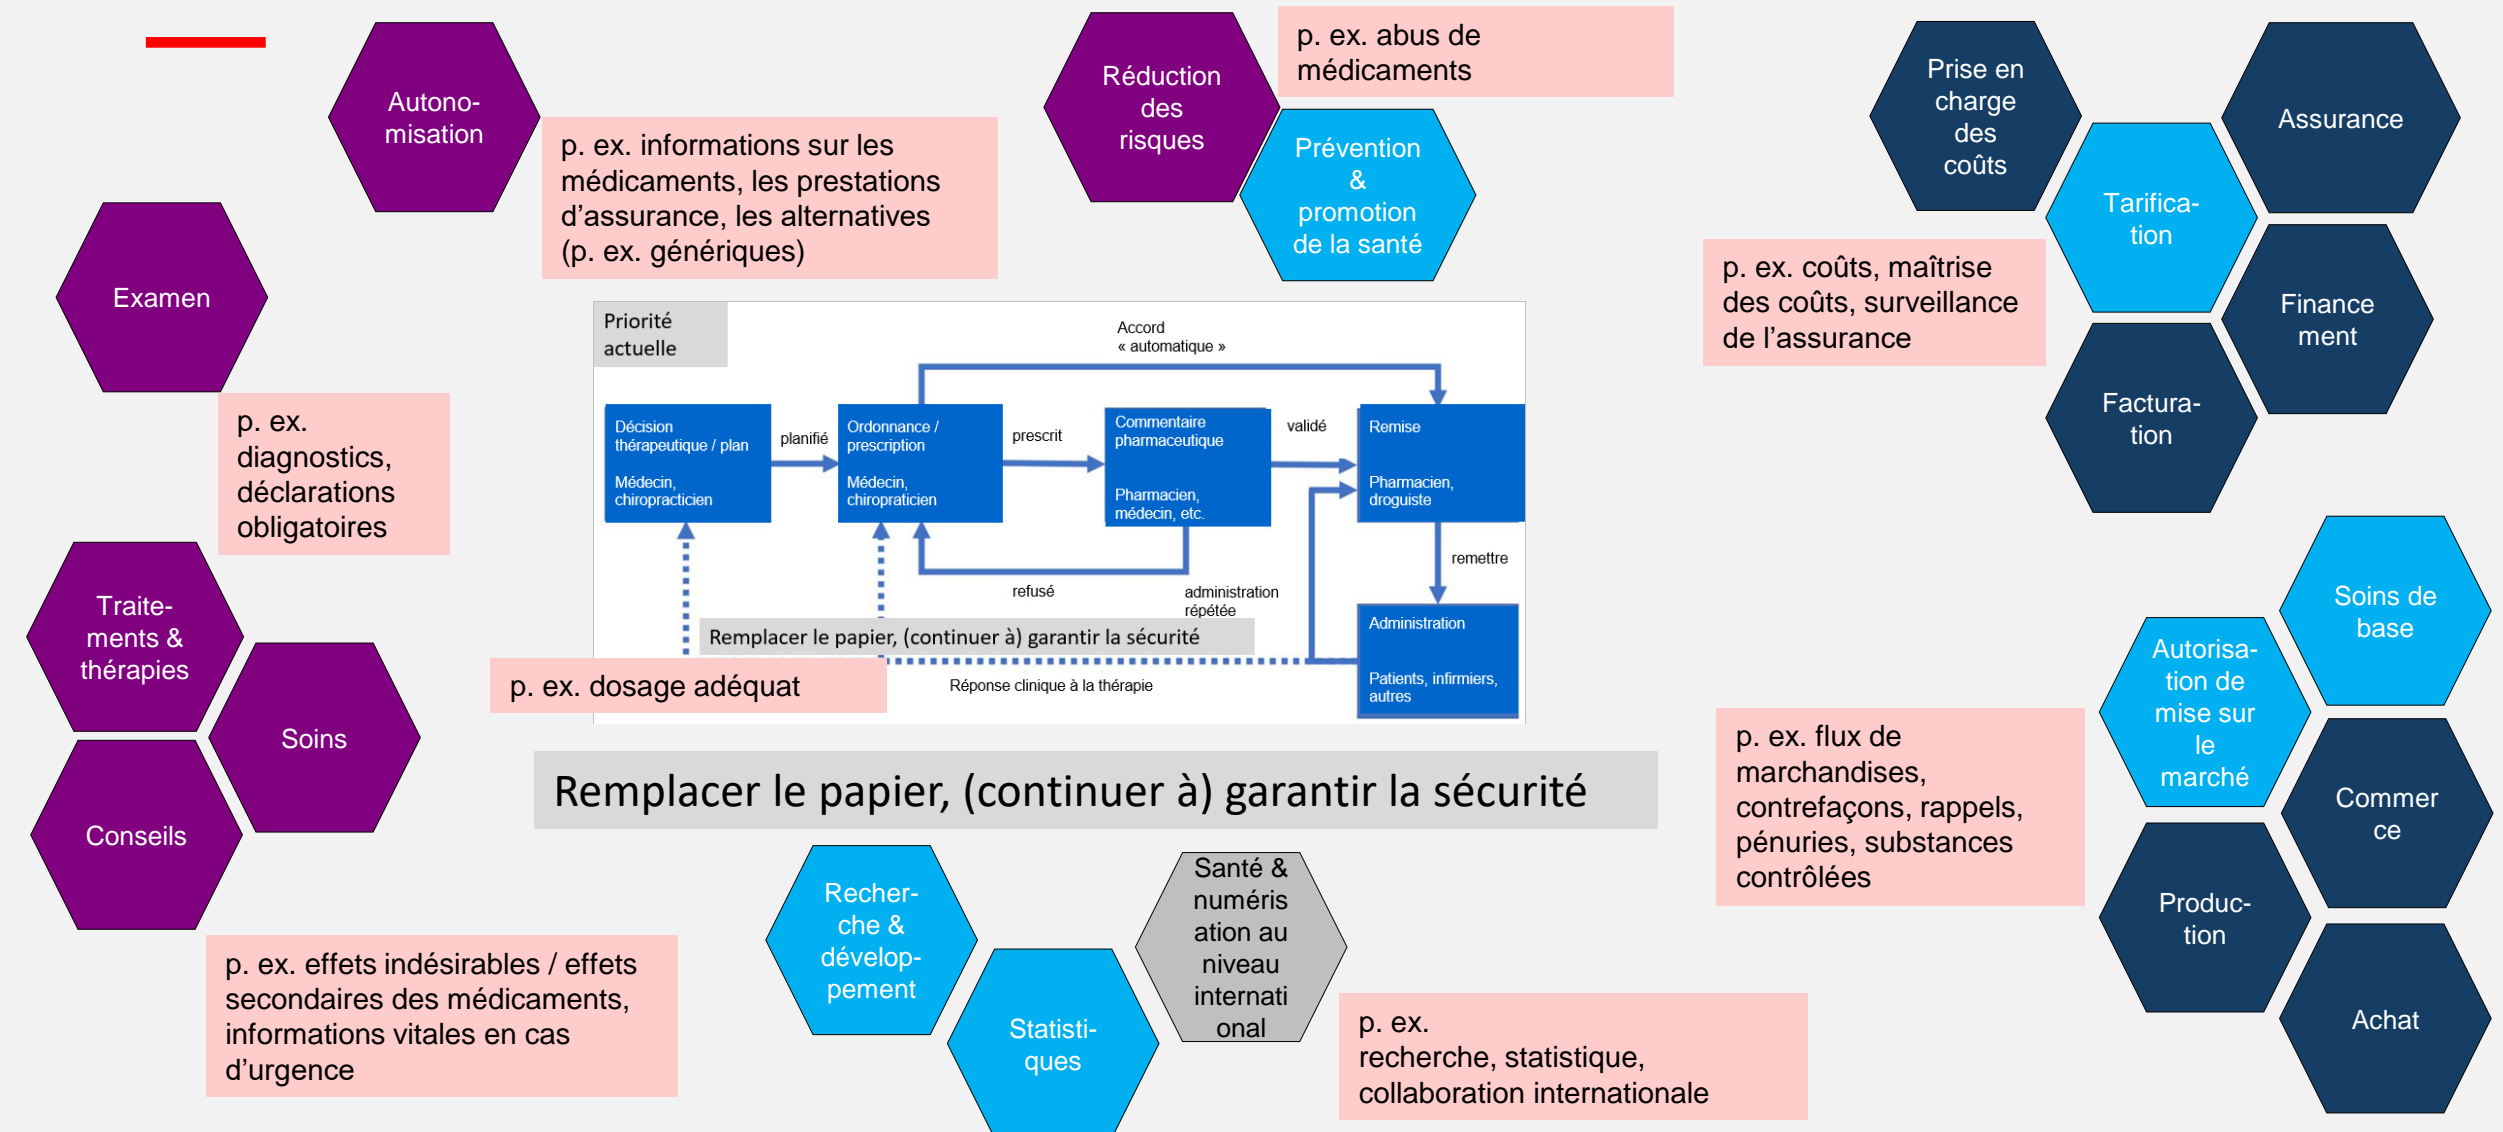 Autono-
misation
p. ex. informations sur les
médicaments, les prestations
d’assurance, les alternatives
(p. ex. génériques)
Réduction
des
risques
p. ex. abus de
médicaments
Prévention
&
promotion
de la santé
Prise en
charge
des
coûts
Assurance
Tarifica-
tion
p. ex. coûts, maîtrise
des coûts, surveillance
de l’assurance
Finance
ment
Factura-
tion
Examen
p. ex.
diagnostics,
déclarations
obligatoires
Priorité
actuelle
Accord
« automatique »
Décision
thérapeutique / plan
Médecin,
chiropracticien
planifié
Ordonnance /
prescription
Médecin,
chiropraticien
prescrit
Commentaire
pharmaceutique
Pharmacien,
médecin, etc.
validé
Remise
Pharmacien,
droguiste
remettre
refusé
administration
répétée
Administration
Patients, infirmiers,
autres
Remplacer le papier, (continuer à) garantir la sécurité
p. ex. dosage adéquat
Réponse clinique à la thérapie
Traite-
ments &
thérapies
Soins
Conseils
p. ex. effets indésirables / effets
secondaires des médicaments,
informations vitales en cas
d’urgence
Remplacer le papier, (continuer à) garantir la sécurité
Recher-
che &
dévelop-
pement
Statisti-
ques
Santé &
numéris
ation au
niveau
internati
onal
p. ex.
recherche, statistique,
collaboration internationale
Soins de
base
Autorisa-
tion de
mise sur
le
marché
p. ex. flux de
marchandises,
contrefaçons, rappels,
pénuries, substances
contrôlées
Commer
ce
Produc-
tion
Achat